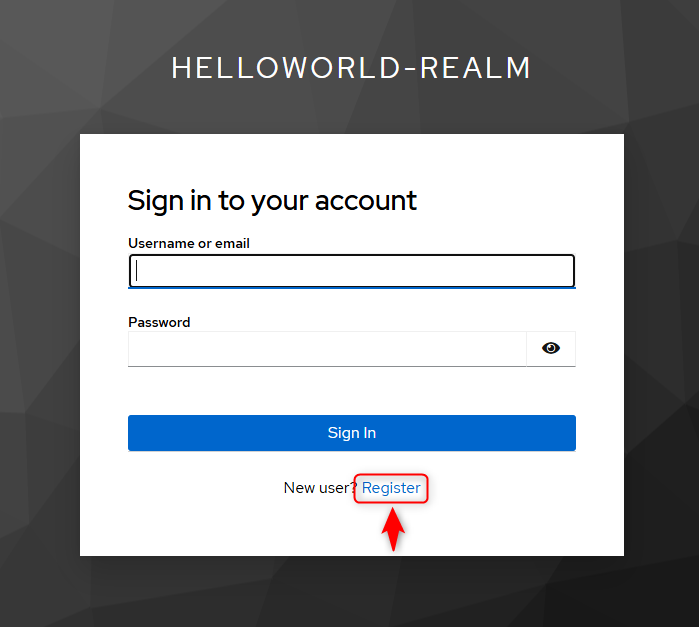 HELLOWORLD-REALM
Sign in to your account
Username or email
Password
Sign In
New user? Register